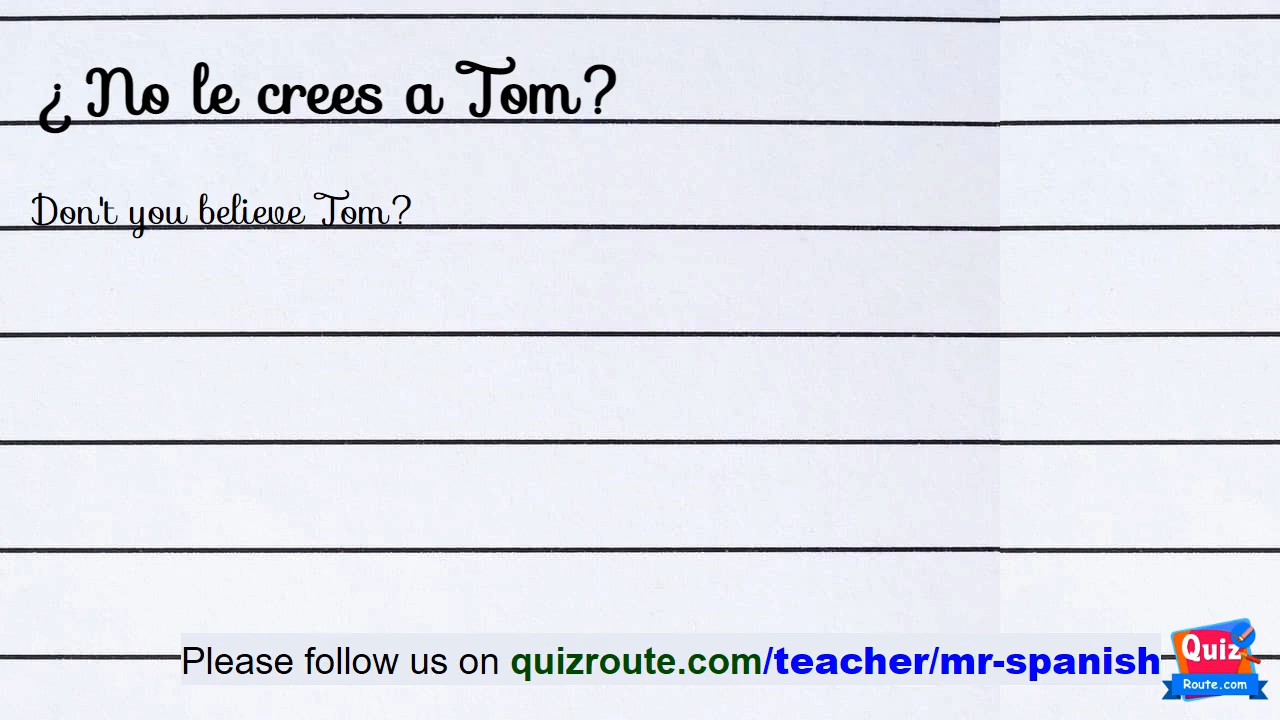 ¿ No le crees a Tom?
Don't you believe Tom?
Please follow us on quizroute.com/teacher/mr-spanish
Quiz
Route.com